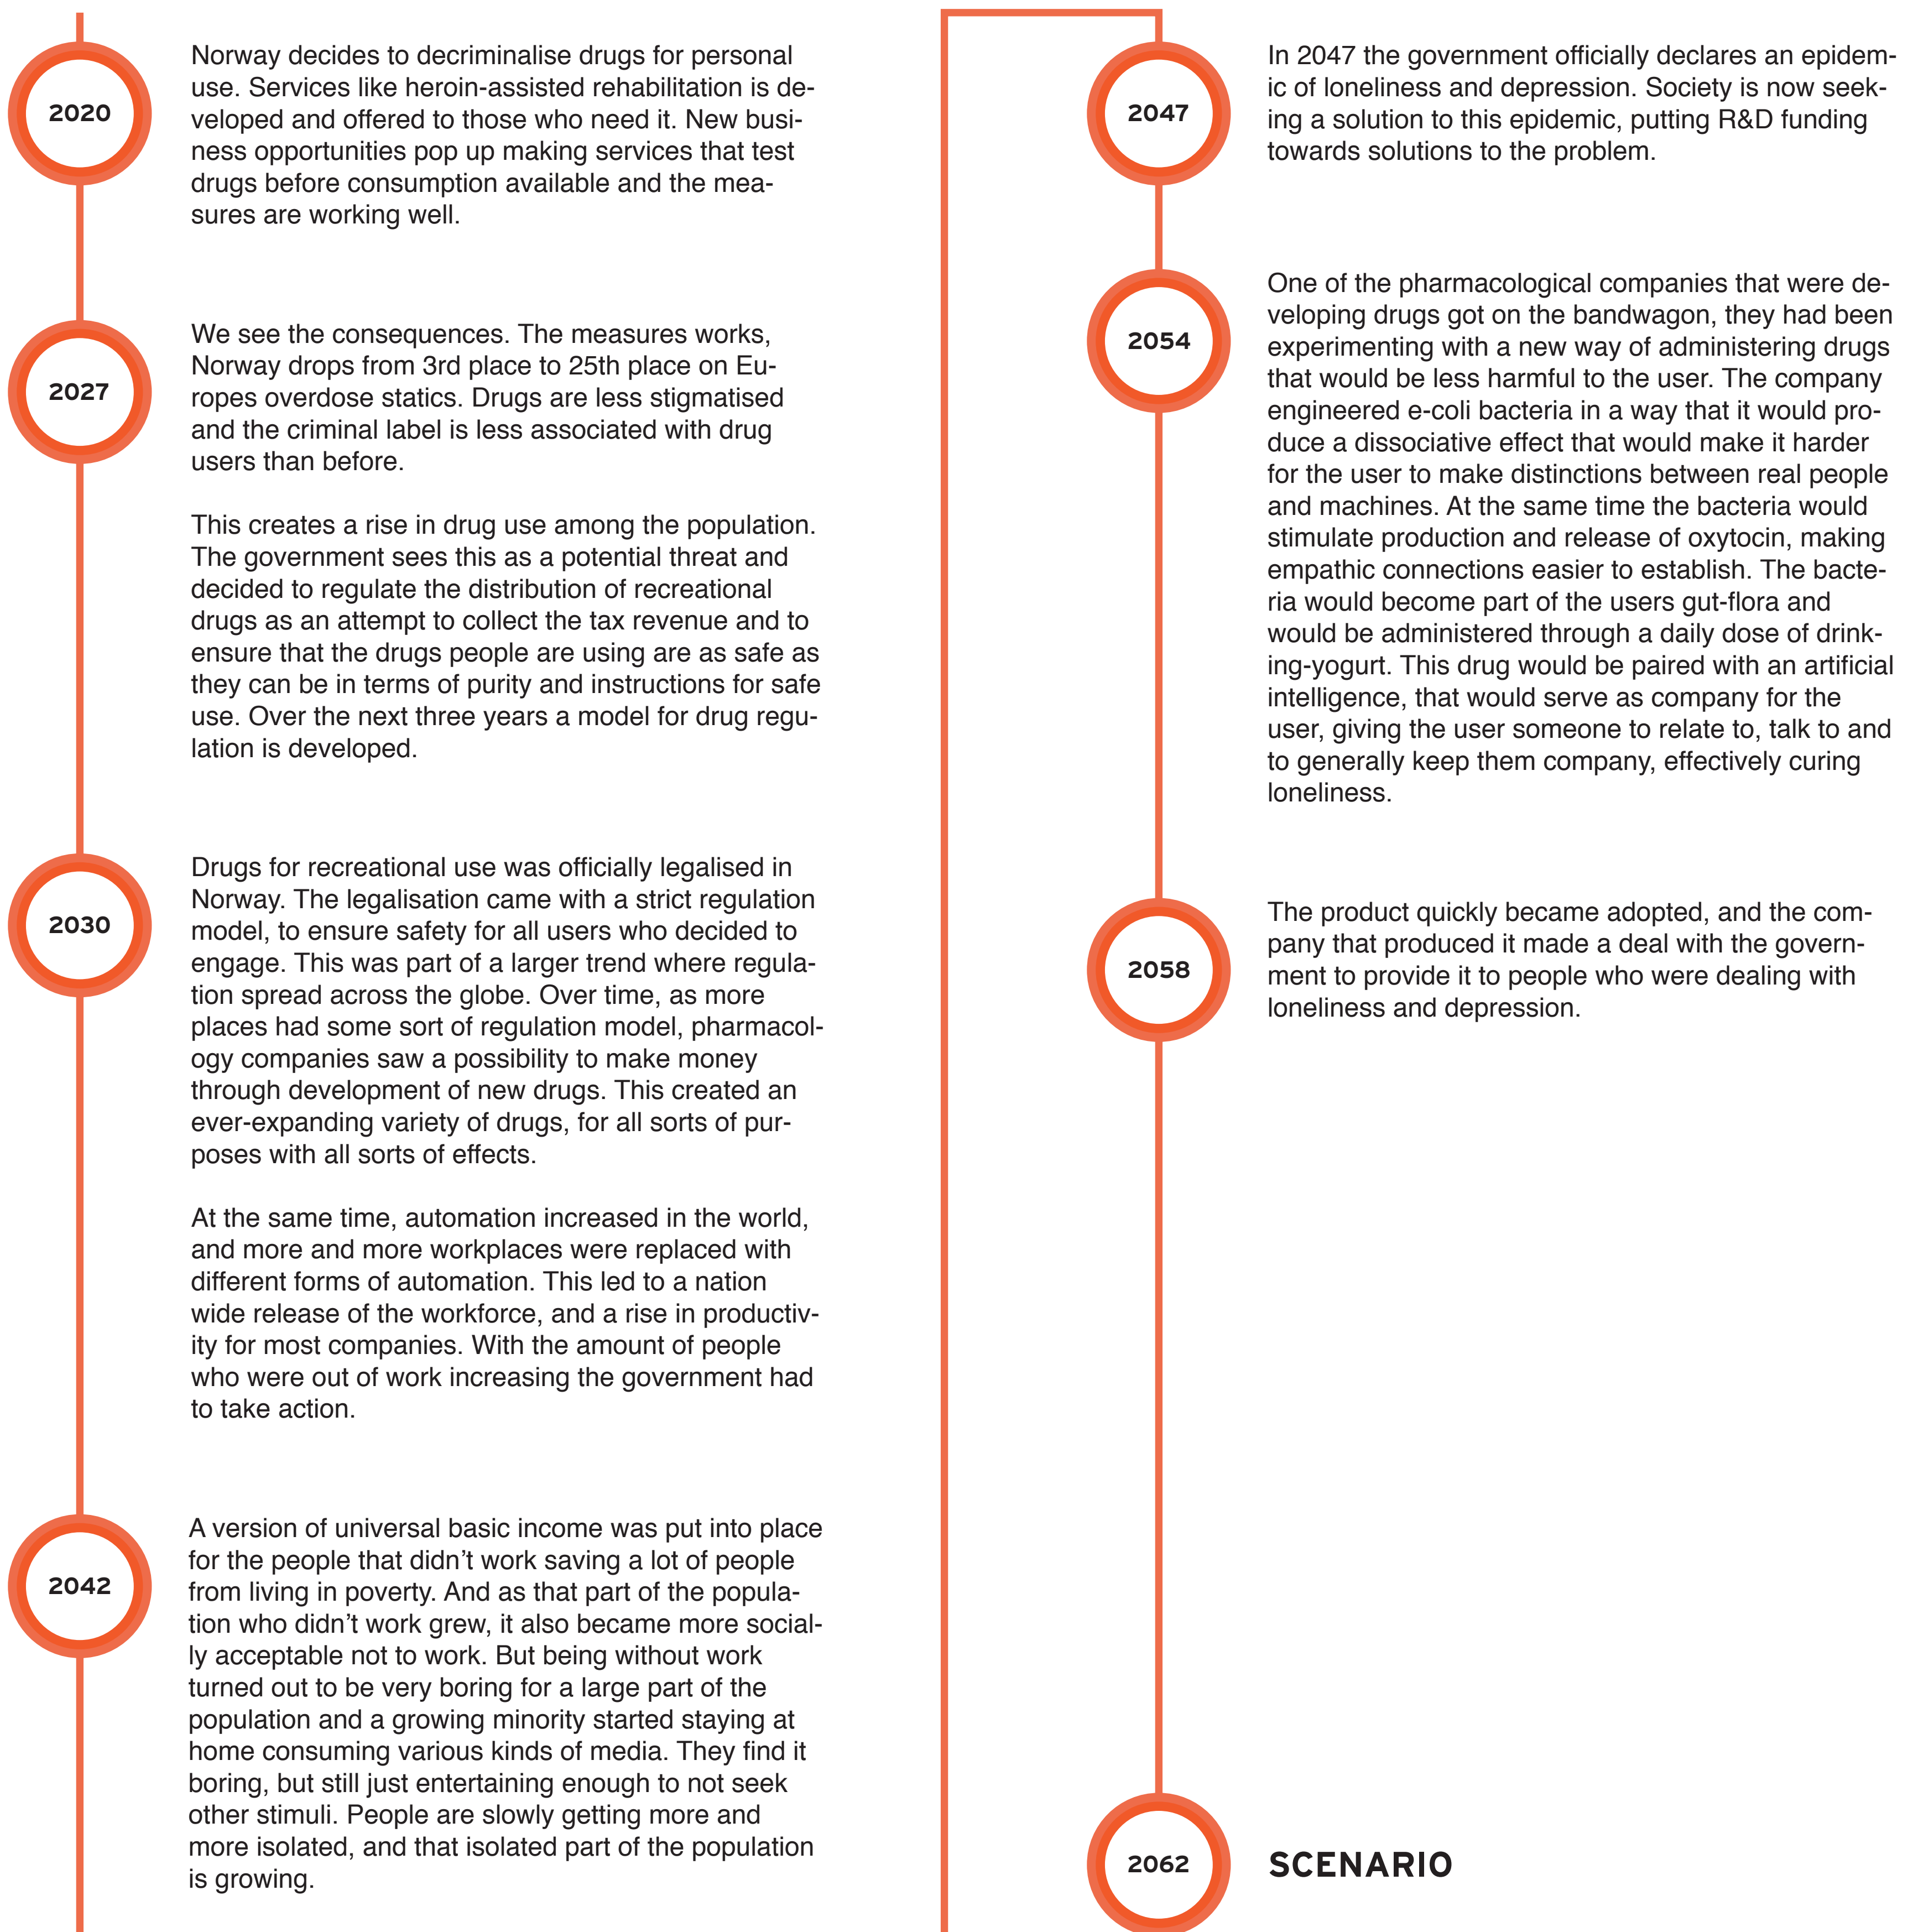 2020
Norway decides to decriminalise drugs for personal
use. Services like heroin-assisted rehabilitation is de-
veloped and offered to those who need it. New busi-
ness opportunities pop up making services that test
drugs before consumption available and the mea-
sures are working well.
2027
We see the consequences. The measures works,
Norway drops from 3rd place to 25th place on Eu-
ropes overdose statics. Drugs are less stigmatised
and the criminal label is less associated with drug
users than before.
This creates a rise in drug use among the population.
The government sees this as a potential threat and
decided to regulate the distribution of recreational
drugs as an attempt to collect the tax revenue and to
ensure that the drugs people are using are as safe as
they can be in terms of purity and instructions for safe
use. Over the next three years a model for drug regu-
lation is developed.
2030
Drugs for recreational use was officially legalised in
Norway. The legalisation came with a strict regulation
model, to ensure safety for all users who decided to
engage. This was part of a larger trend where regula-
tion spread across the globe. Over time, as more
places had some sort of regulation model, pharmacol-
ogy companies saw a possibility to make money
through development of new drugs. This created an
ever-expanding variety of drugs, for all sorts of pur-
poses with all sorts of effects.
At the same time, automation increased in the world,
and more and more workplaces were replaced with
different forms of automation. This led to a nation
wide release of the workforce, and a rise in productiv-
ity for most companies. With the amount of people
who were out of work increasing the government had
to take action.
2042
A version of universal basic income was put into place
for the people that didn’t work saving a lot of people
from living in poverty. And as that part of the popula-
tion who didn’t work grew, it also became more social-
ly acceptable not to work. But being without work
turned out to be very boring for a large part of the
population and a growing minority started staying at
home consuming various kinds of media. They find it
boring, but still just entertaining enough to not seek
other stimuli. People are slowly getting more and
more isolated, and that isolated part of the population
is growing.
2047
In 2047 the government officially declares an epidem-
ic of loneliness and depression. Society is now seek-
ing a solution to this epidemic, putting R&D funding
towards solutions to the problem.
2054
One of the pharmacological companies that were de-
veloping drugs got on the bandwagon, they had been
experimenting with a new way of administering drugs
that would be less harmful to the user. The company
engineered e-coli bacteria in a way that it would pro-
duce a dissociative effect that would make it harder
for the user to make distinctions between real people
and machines. At the same time the bacteria would
stimulate production and release of oxytocin, making
empathic connections easier to establish. The bacte-
ria would become part of the users gut-flora and
would be administered through a daily dose of drink-
ing-yogurt. This drug would be paired with an artificial
intelligence, that would serve as company for the
user, giving the user someone to relate to, talk to and
to generally keep them company, effectively curing
loneliness.
2058
The product quickly became adopted, and the com-
pany that produced it made a deal with the govern-
ment to provide it to people who were dealing with
loneliness and depression.
2062
SCENARIO